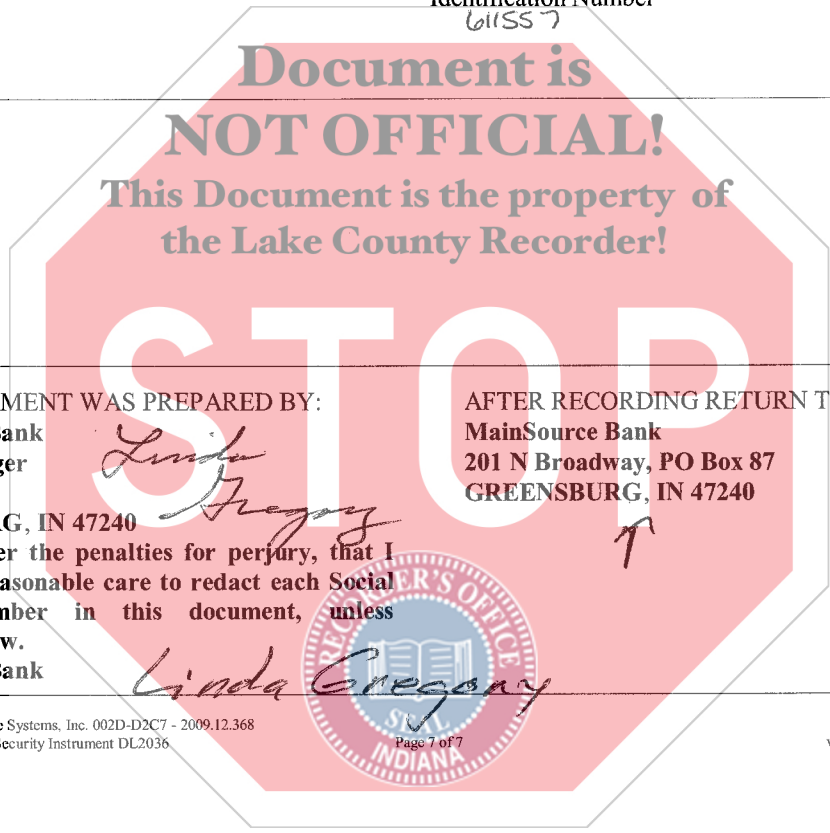 Identification Number
611557
Document is
NOT OFFICIAL!
This Document is the property of
the Lake County Recorder!
STOP
MENT WAS PREPARED BY:
ank
ger
G, IN 47240
Linda
Gregory
AFTER RECORDING RETURN T
MainSource Bank
201 N Broadway, PO Box 87
GREENSBURG, IN 47240
er the penalties for perjury, that I
asonable care to redact each Social
mber in this document, unless
w.
ank
Linda Gregory
RECORDER'S OFFICE
SEAL
INDIANA
e Systems, Inc. 002D-D2C7 - 2009.12.368
ecurity Instrument DL2036
Page 7 of 7